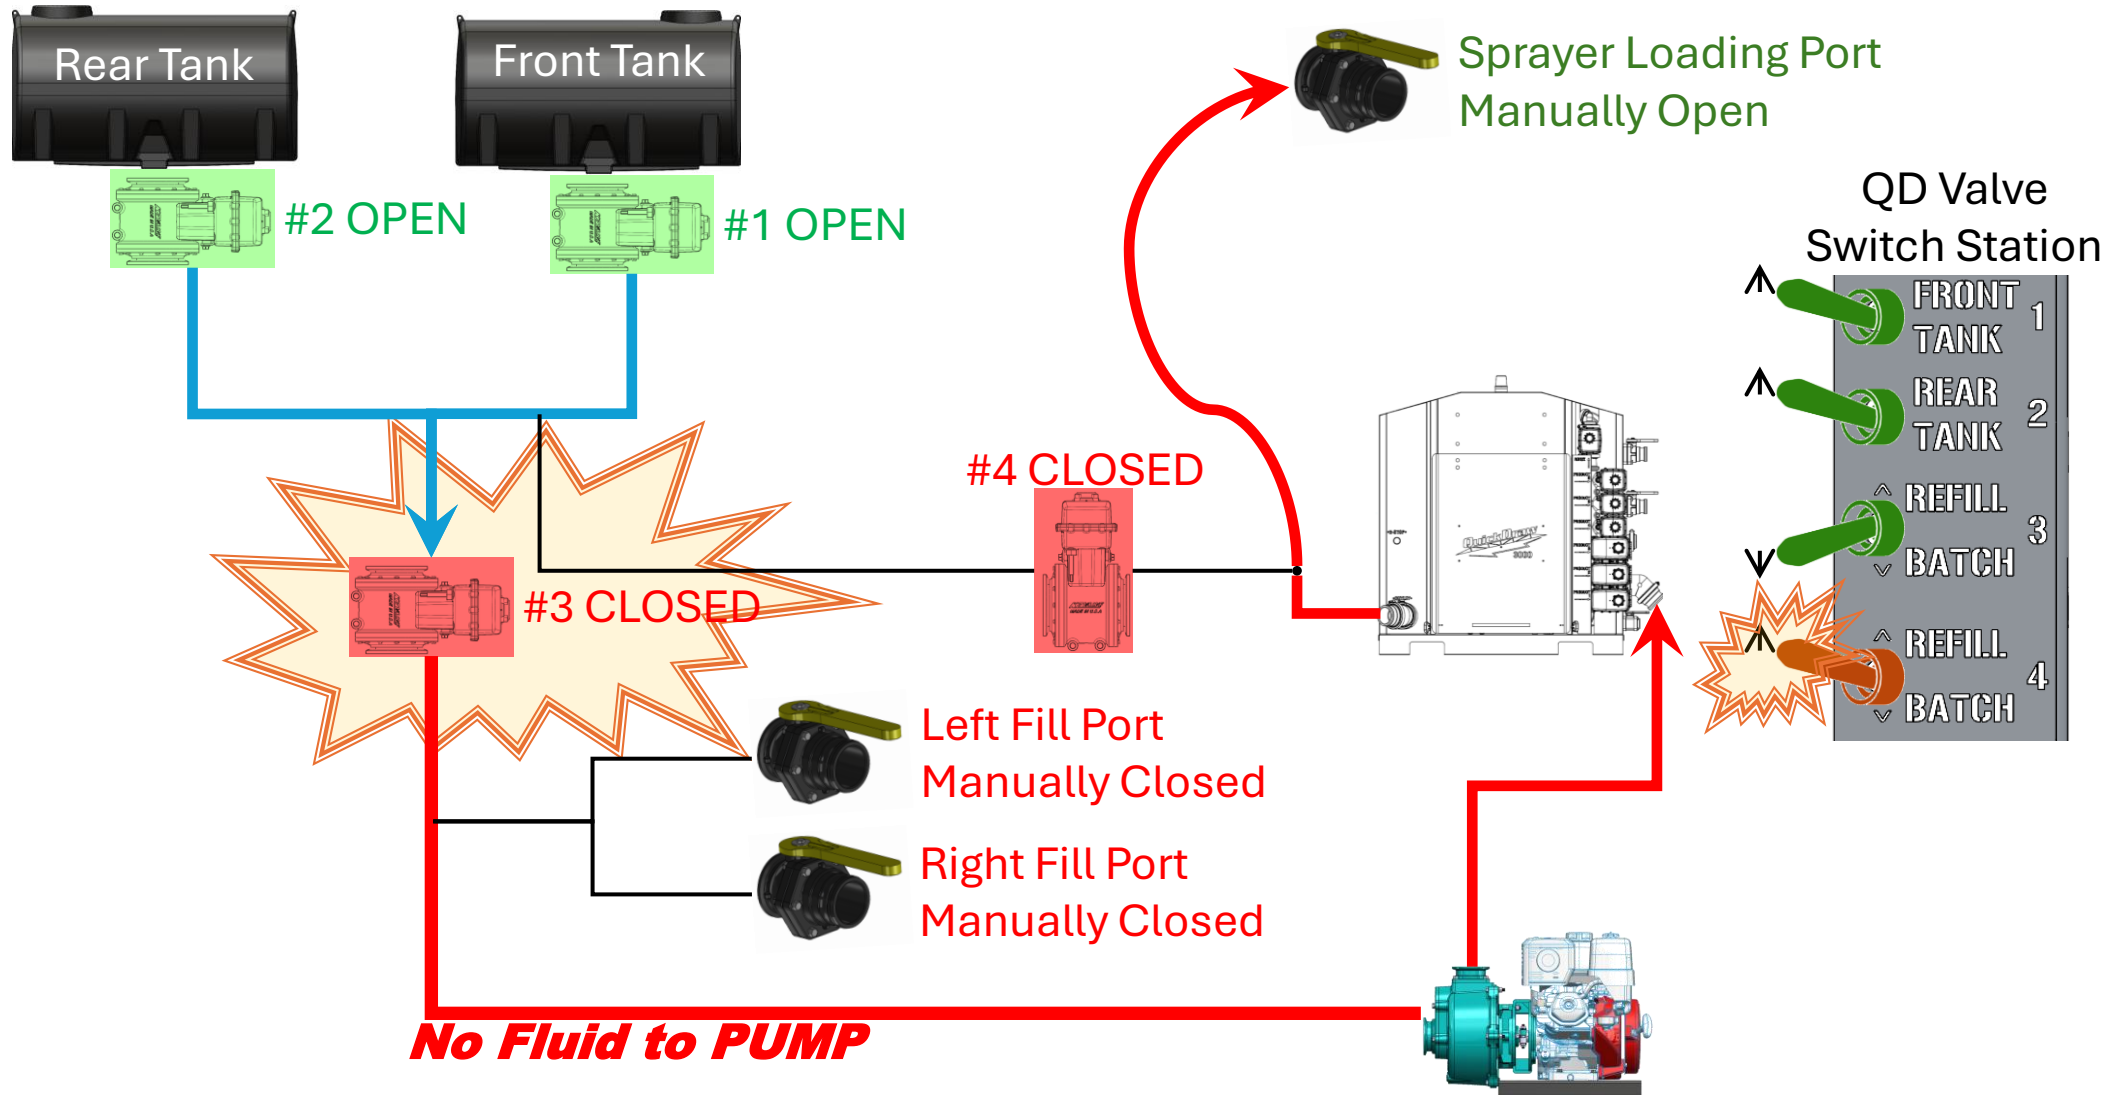 Rear Tank
Front Tank
Sprayer Loading Port
Manually Open
#2 OPEN
#1 OPEN
QD Valve
Switch Station
FRONT
TANK
1
REAR
TANK
2
REFILL
BATCH
3
REFILL
BATCH
4
#4 CLOSED
QuickDraw
3000
#3 CLOSED
Left Fill Port
Manually Closed
Right Fill Port
Manually Closed
No Fluid to PUMP